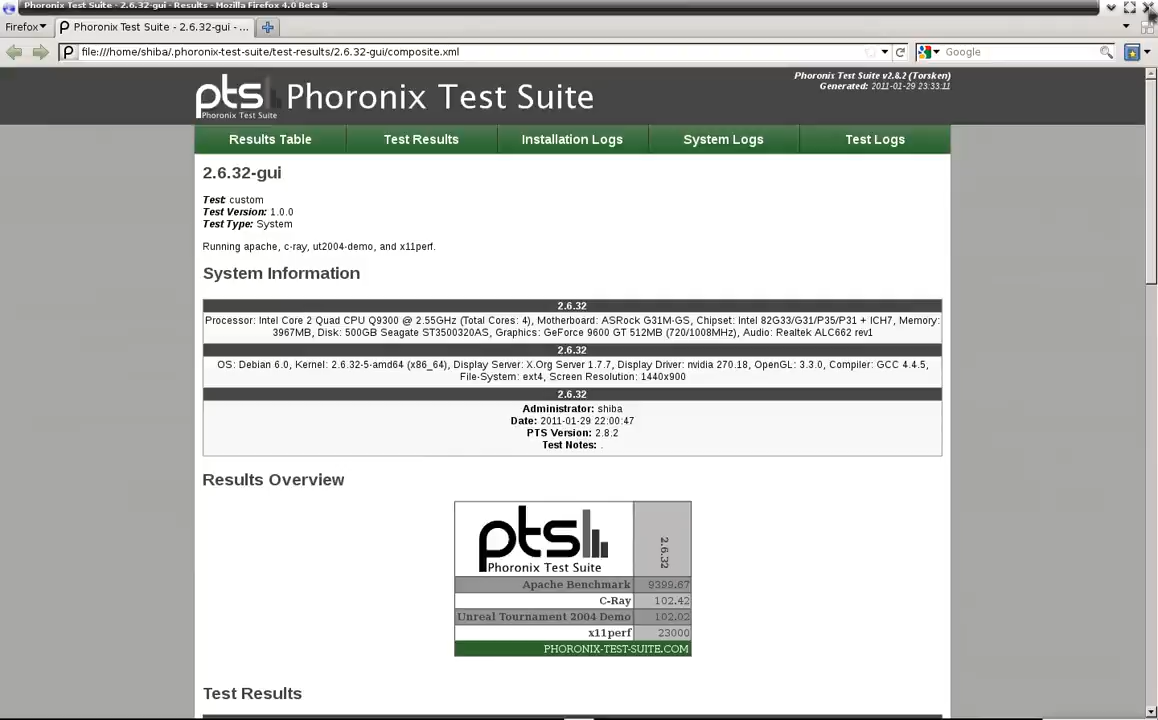 Phoronix Test Suite - 2.6.32-gui - Results - Mozilla Firefox 4.0 Beta 8
Firefox
Phoronix Test Suite - 2.6.32-gui - ...
file:///home/shiba/.phoronix-test-suite/test-results/2.6.32-gui/composite.xml
Google
pts
Phoronix Test Suite
Phoronix Test Suite
Phoronix Test Suite v2.8.2 (Torsken)
Generated: 2011-01-29 23:33:11
Results Table
Test Results
Installation Logs
System Logs
Test Logs
2.6.32-gui
Test: custom
Test Version: 1.0.0
Test Type: System
Running apache, c-ray, ut2004-demo, and x11perf.
System Information
2.6.32
Processor: Intel Core 2 Quad CPU Q9300 @ 2.55GHz (Total Cores: 4), Motherboard: ASRock G31M-GS, Chipset: Intel 82G33/G31/P35/P31 + ICH7, Memory:
3967MB, Disk: 500GB Seagate ST3500320AS, Graphics: GeForce 9600 GT 512MB (720/1008MHz), Audio: Realtek ALC662 rev1
2.6.32
OS: Debian 6.0, Kernel: 2.6.32-5-amd64 (x86_64), Display Server: X.Org Server 1.7.7, Display Driver: nvidia 270.18, OpenGL: 3.3.0, Compiler: GCC 4.4.5,
File-System: ext4, Screen Resolution: 1440x900
2.6.32
Administrator: shiba
Date: 2011-01-29 22:00:47
PTS Version: 2.8.2
Test Notes: .
Results Overview
pts
Phoronix Test Suite
2.6.32
Apache Benchmark 9399.67
C-Ray 102.42
Unreal Tournament 2004 Demo 102.02
x11perf 23000
PHORONIX-TEST-SUITE.COM
Test Results